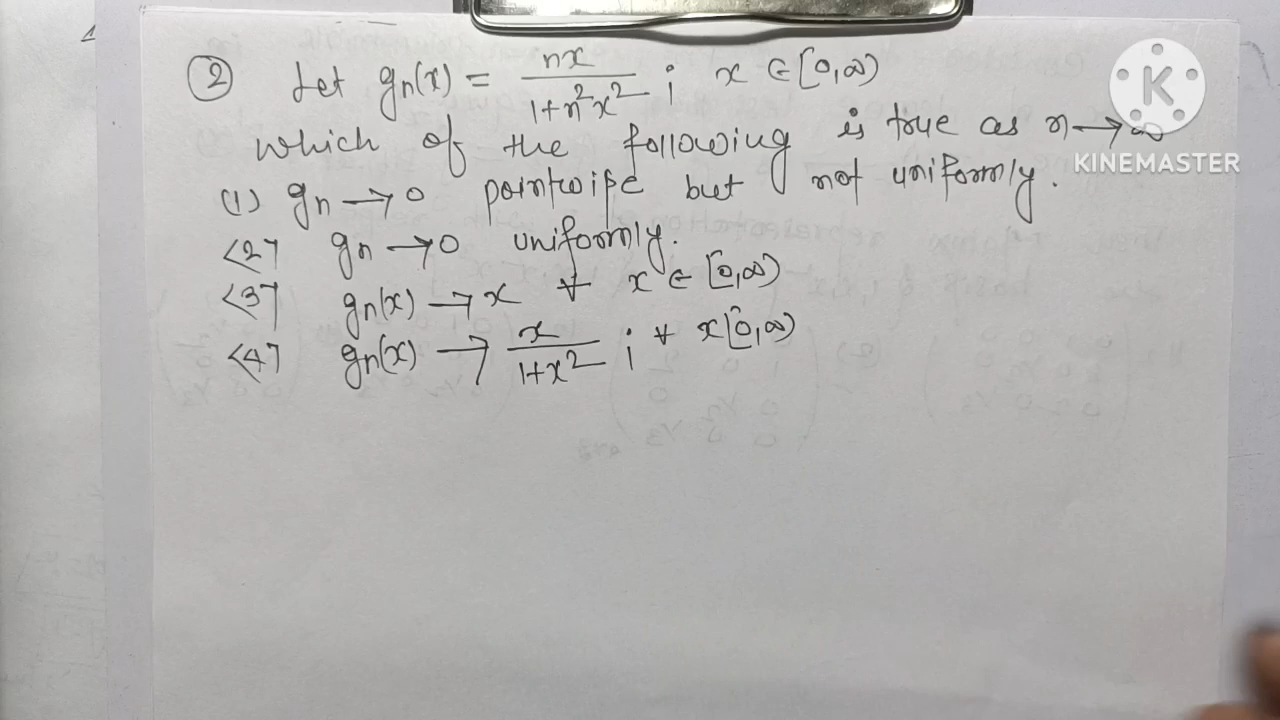 ② Let gn(x) = nx / 1+n²x² ; x ∈ [0,∞)
Which of the following is true as n→∞
(1) gn → 0 pointwise but not uniformly.
<2> gn → 0 uniformly.
<3> gn(x) → x ∀ x ∈ [0,∞)
<4> gn(x) → x / 1+x² ; ∀ x [0,∞)
K
KINEMASTER